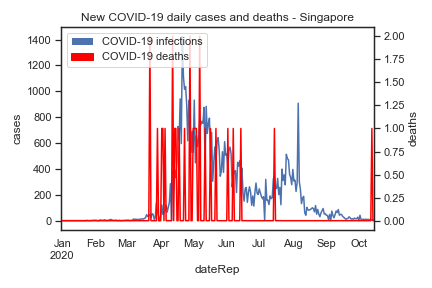 New COVID-19 daily cases and deaths - Singapore
COVID-19 infections
COVID-19 deaths
1400
1200
1000
800
600
400
200
0
cases
2.00
1.75
1.50
1.25
1.00
0.75
0.50
0.25
0.00
deaths
Jan Feb Mar Apr May Jun Jul Aug Sep Oct
2020
dateRep